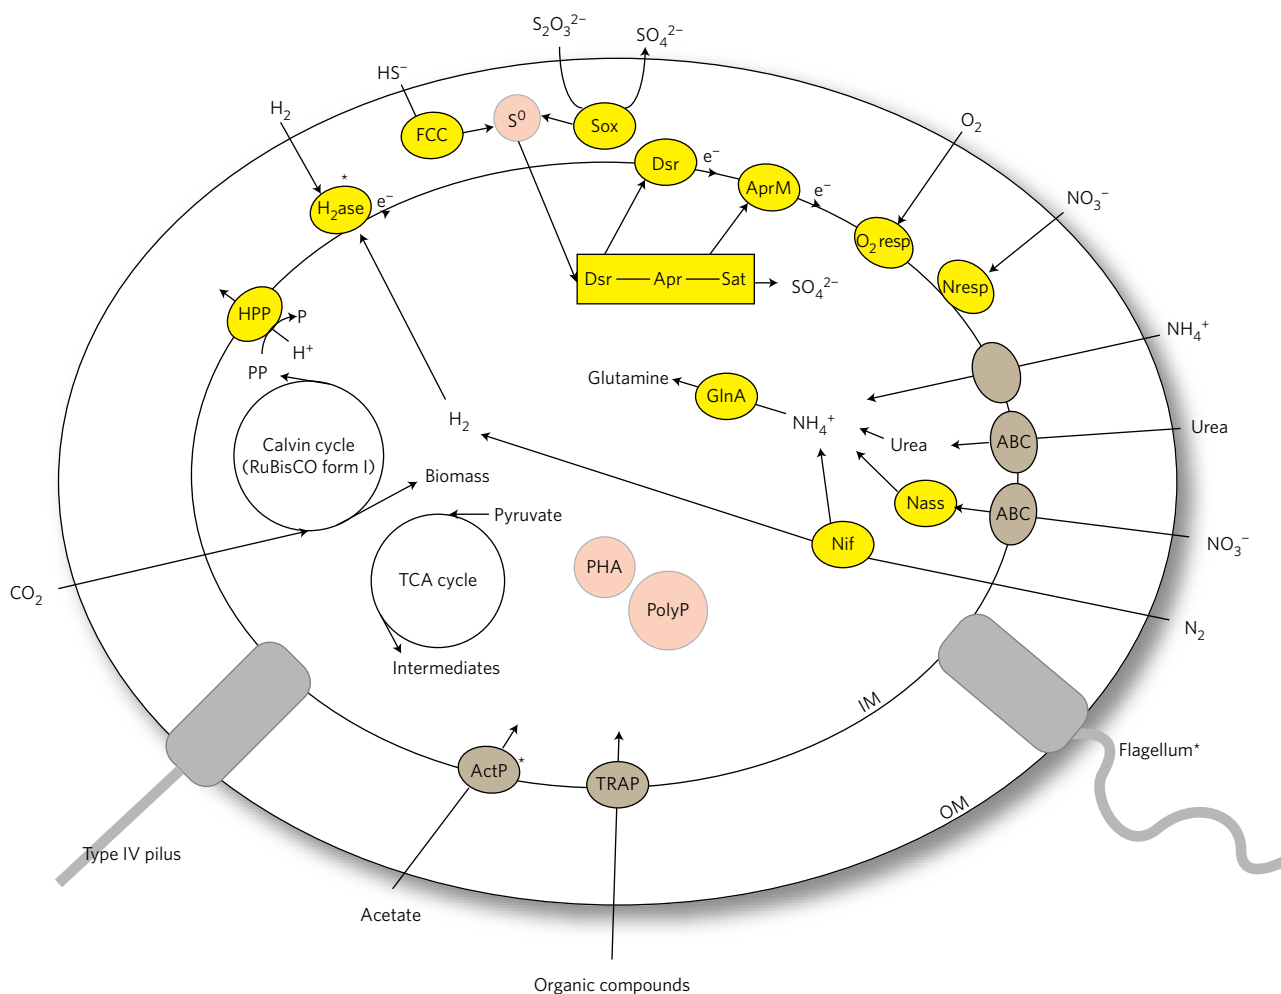 S₂O₃²⁻
SO₄²⁻
HS⁻
H₂
FCC
S⁰
Sox
O₂
Dsr
e⁻
AprM
e⁻
*
H₂ase
e⁻
NO₃⁻
O₂ resp
Dsr — Apr — Sat
SO₄²⁻
Nresp
HPP
P
H⁺
PP
NH₄⁺
Glutamine
GlnA
NH₄⁺
H₂
Urea
ABC
Urea
Calvin cycle
(RuBisCO form I)
Biomass
Pyruvate
Nass
ABC
NO₃⁻
Nif
PHA
TCA cycle
PolyP
CO₂
N₂
Intermediates
IM
ActP
*
TRAP
Flagellum*
OM
Type IV pilus
Acetate
Organic compounds